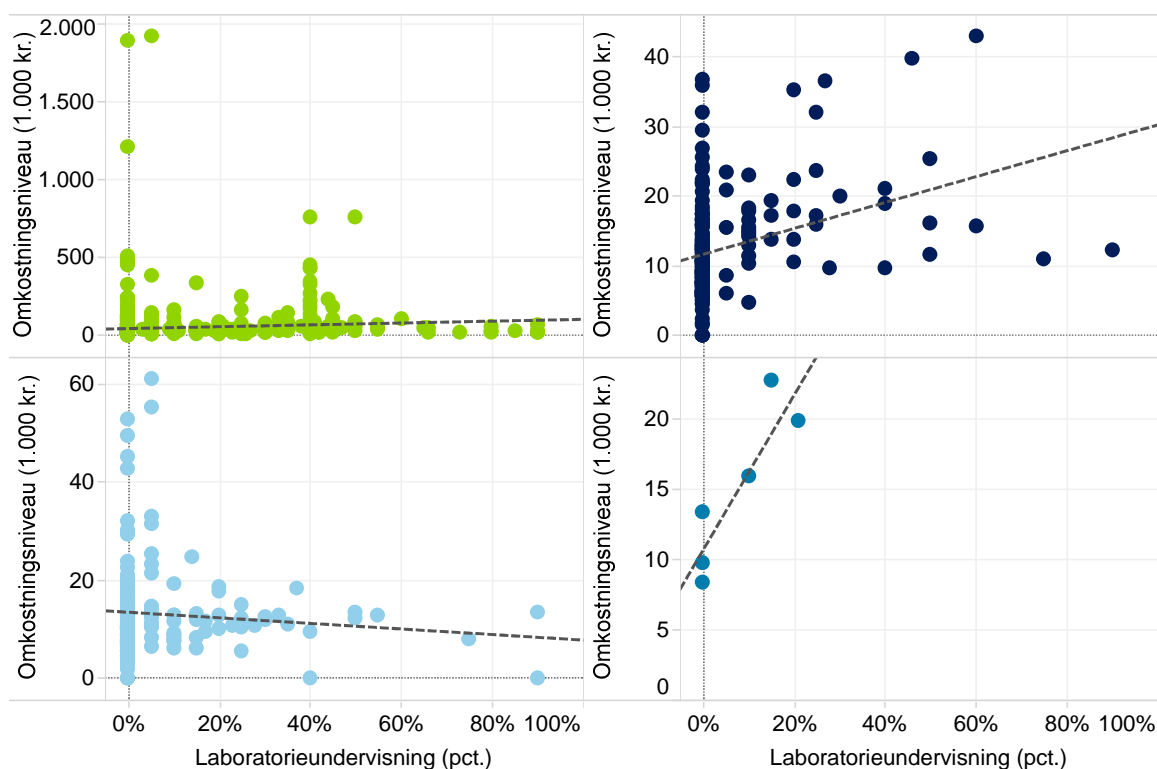 Omkostningsniveau (1.000 kr.)
2.000
1.500
1.000
500
0
Omkostningsniveau (1.000 kr.)
40
30
20
10
0
Omkostningsniveau (1.000 kr.)
60
40
20
0
Omkostningsniveau (1.000 kr.)
20
15
10
5
0
0% 20% 40% 60% 80% 100%
Laboratorieundervisning (pct.)
0% 20% 40% 60% 80% 100%
Laboratorieundervisning (pct.)